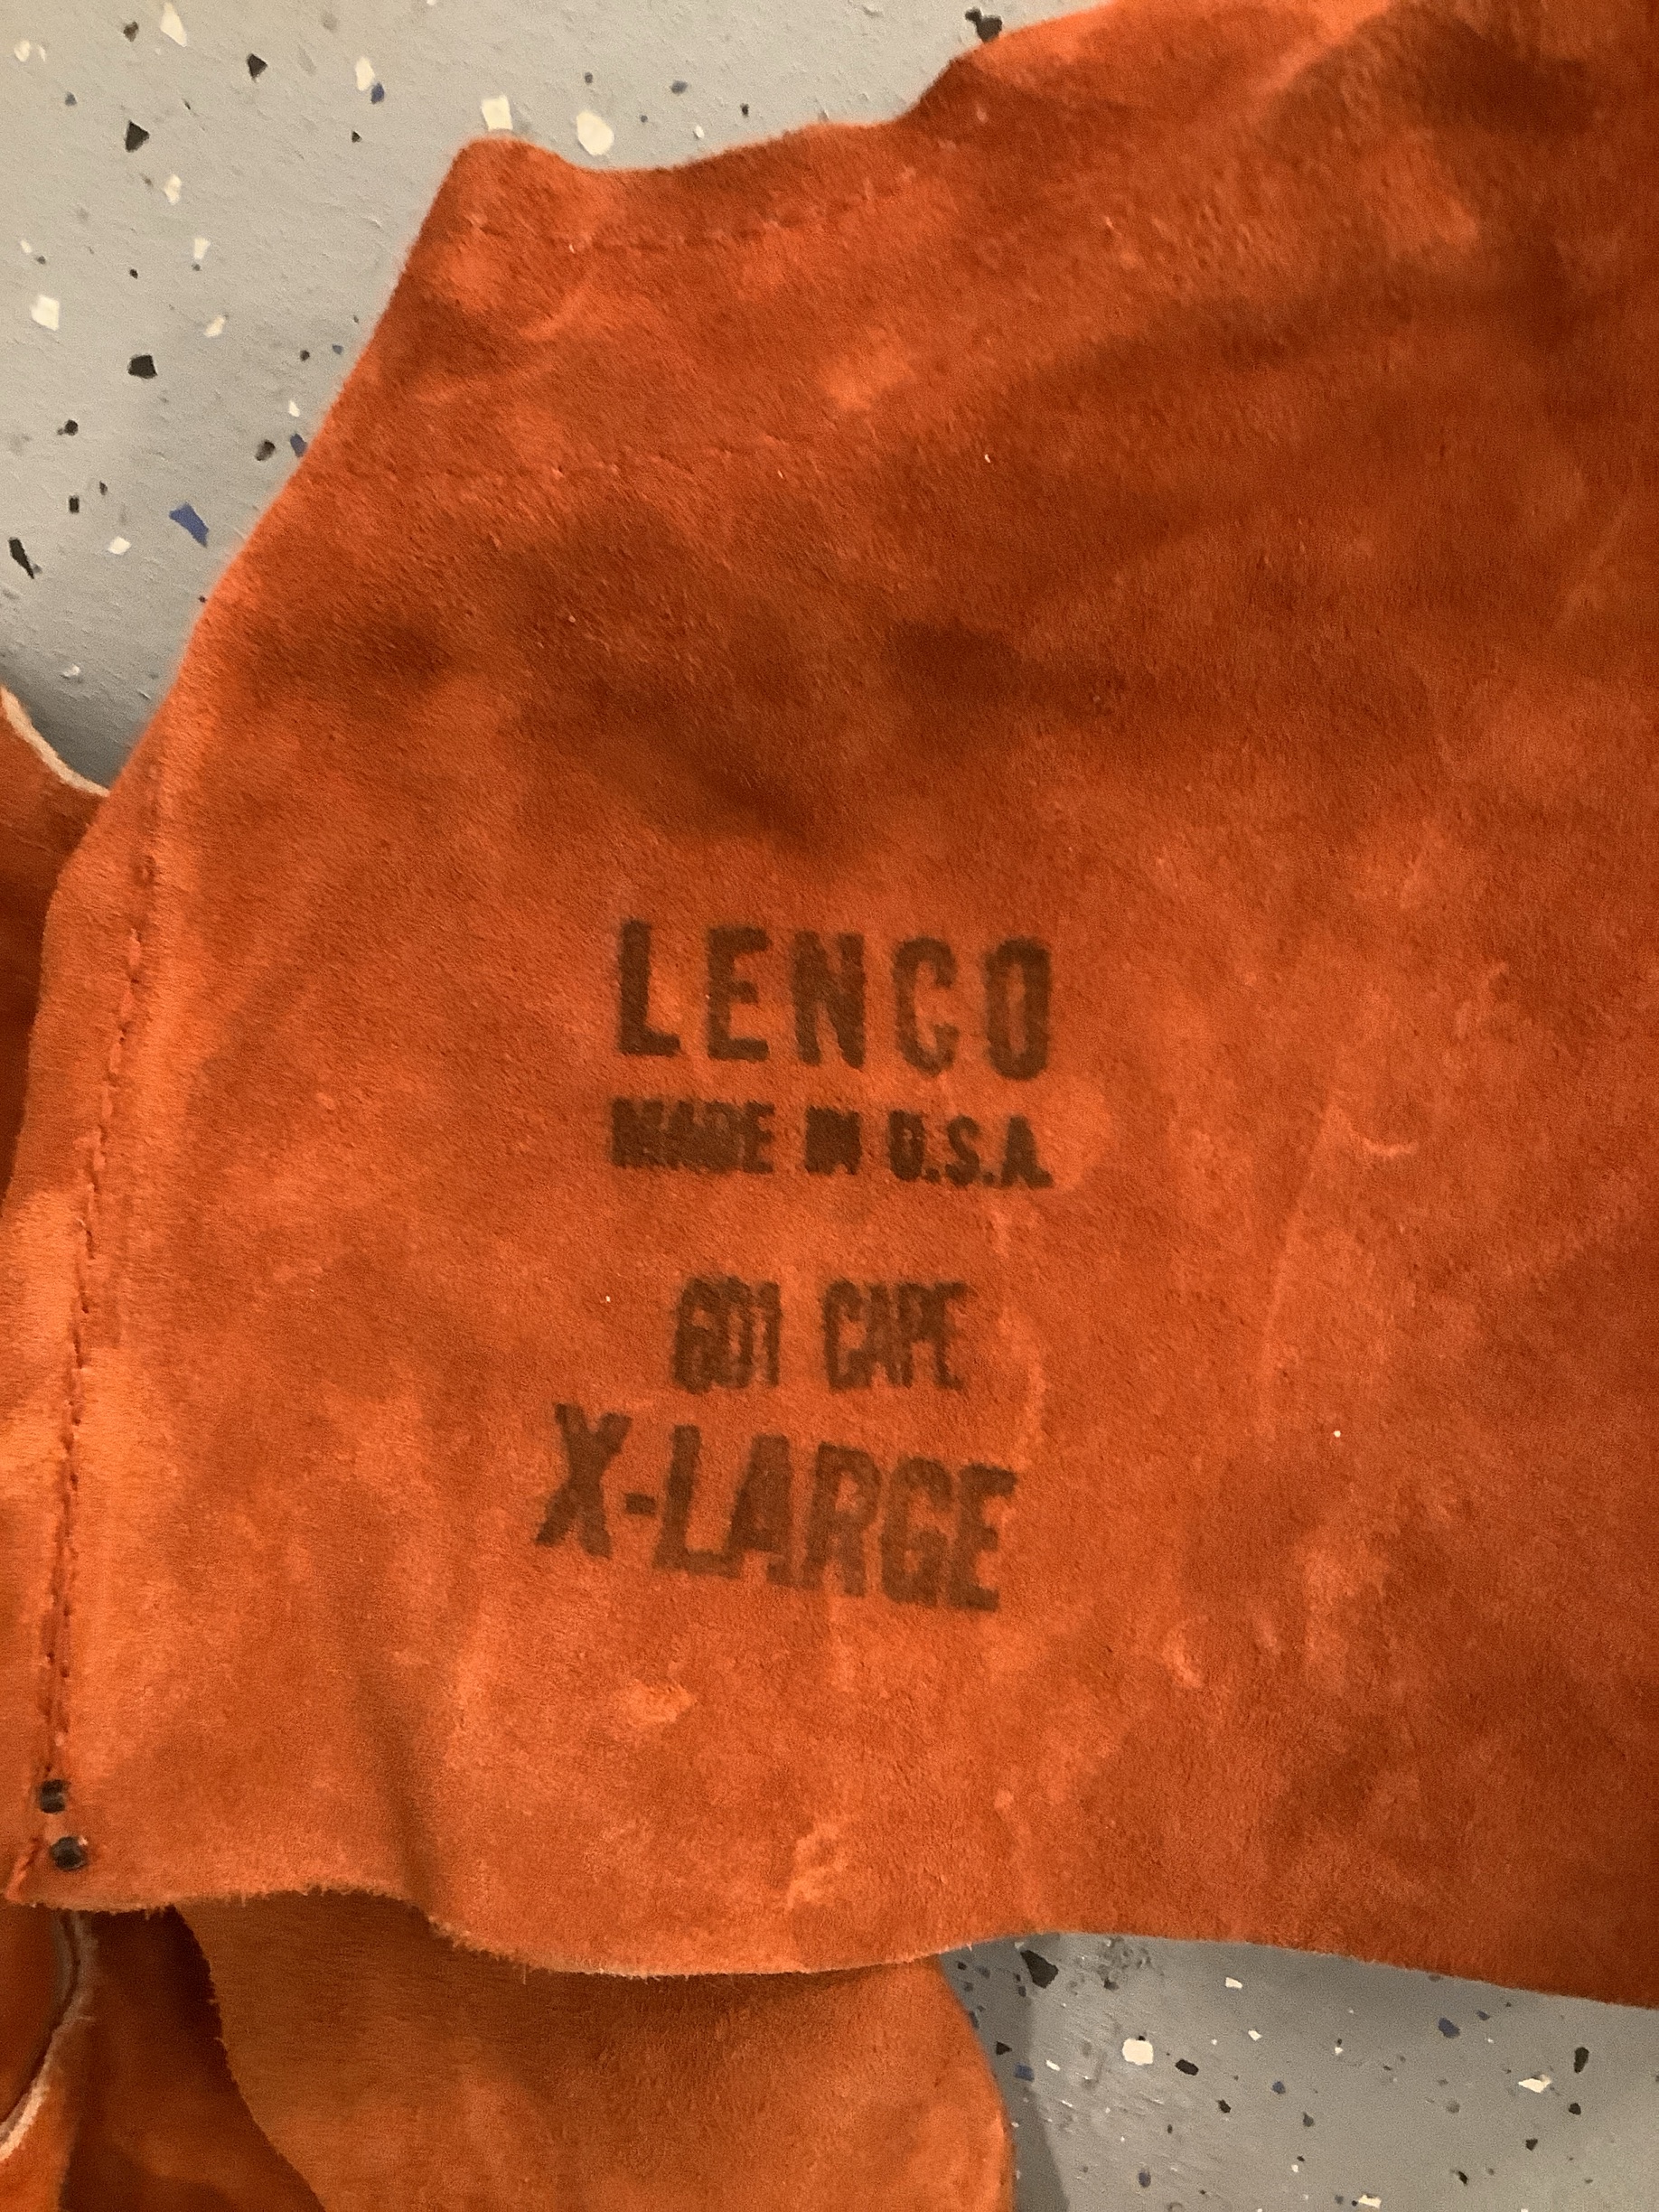 LENCO
MADE IN U.S.A.
601 CAPE
X-LARGE